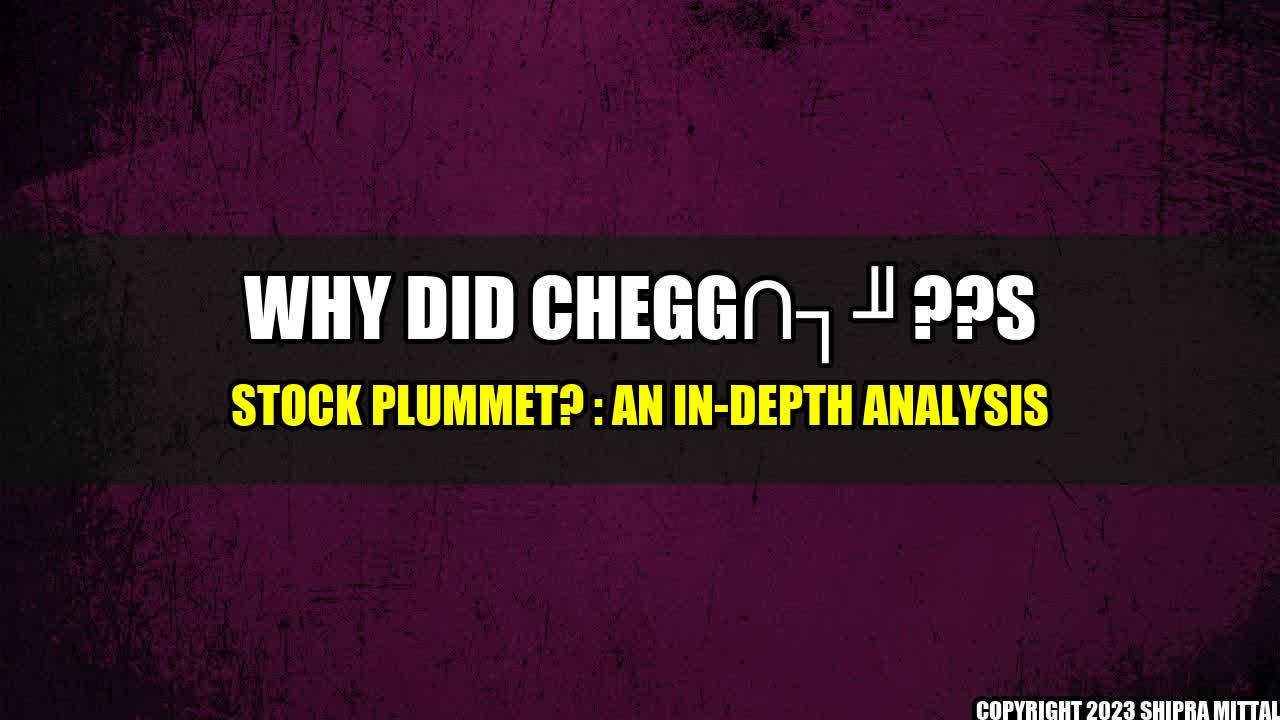 WHY DID CHEGG∩┐╜??S
STOCK PLUMMET? : AN IN-DEPTH ANALYSIS
COPYRIGHT 2023 SHIPRA MITTAL